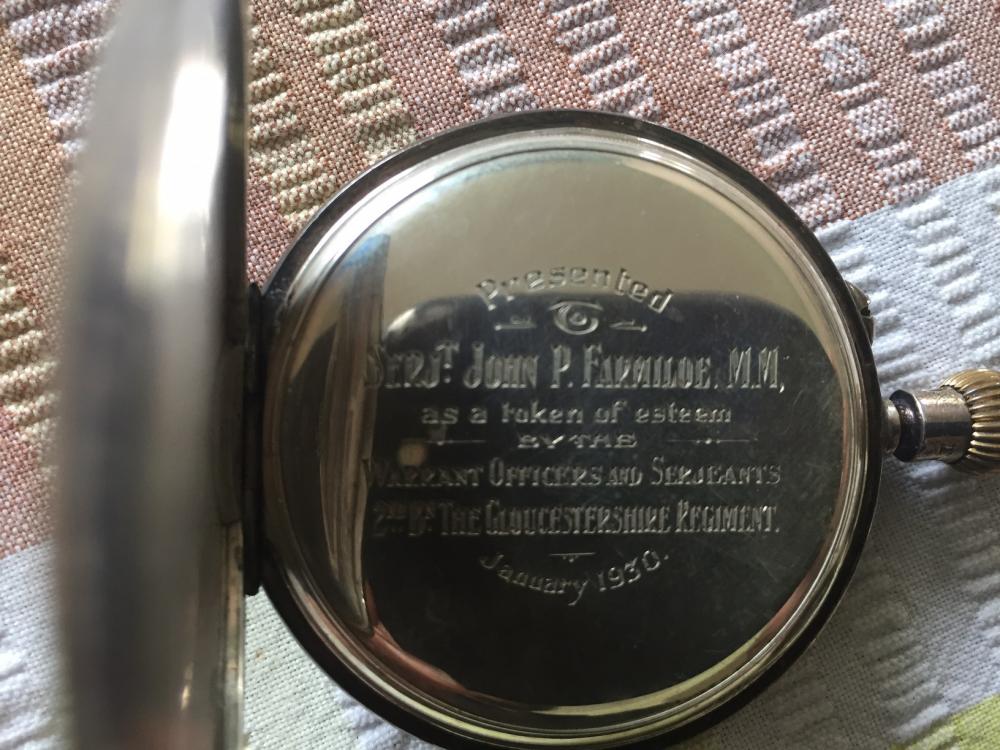 Presented
To
SERJT JOHN P. FARMILOE. MM,
as a token of esteem
BY THE
WARRANT OFFICERS AND SERJEANTS
2ND BN THE GLOUCESTERSHIRE REGIMENT.
January 1930.